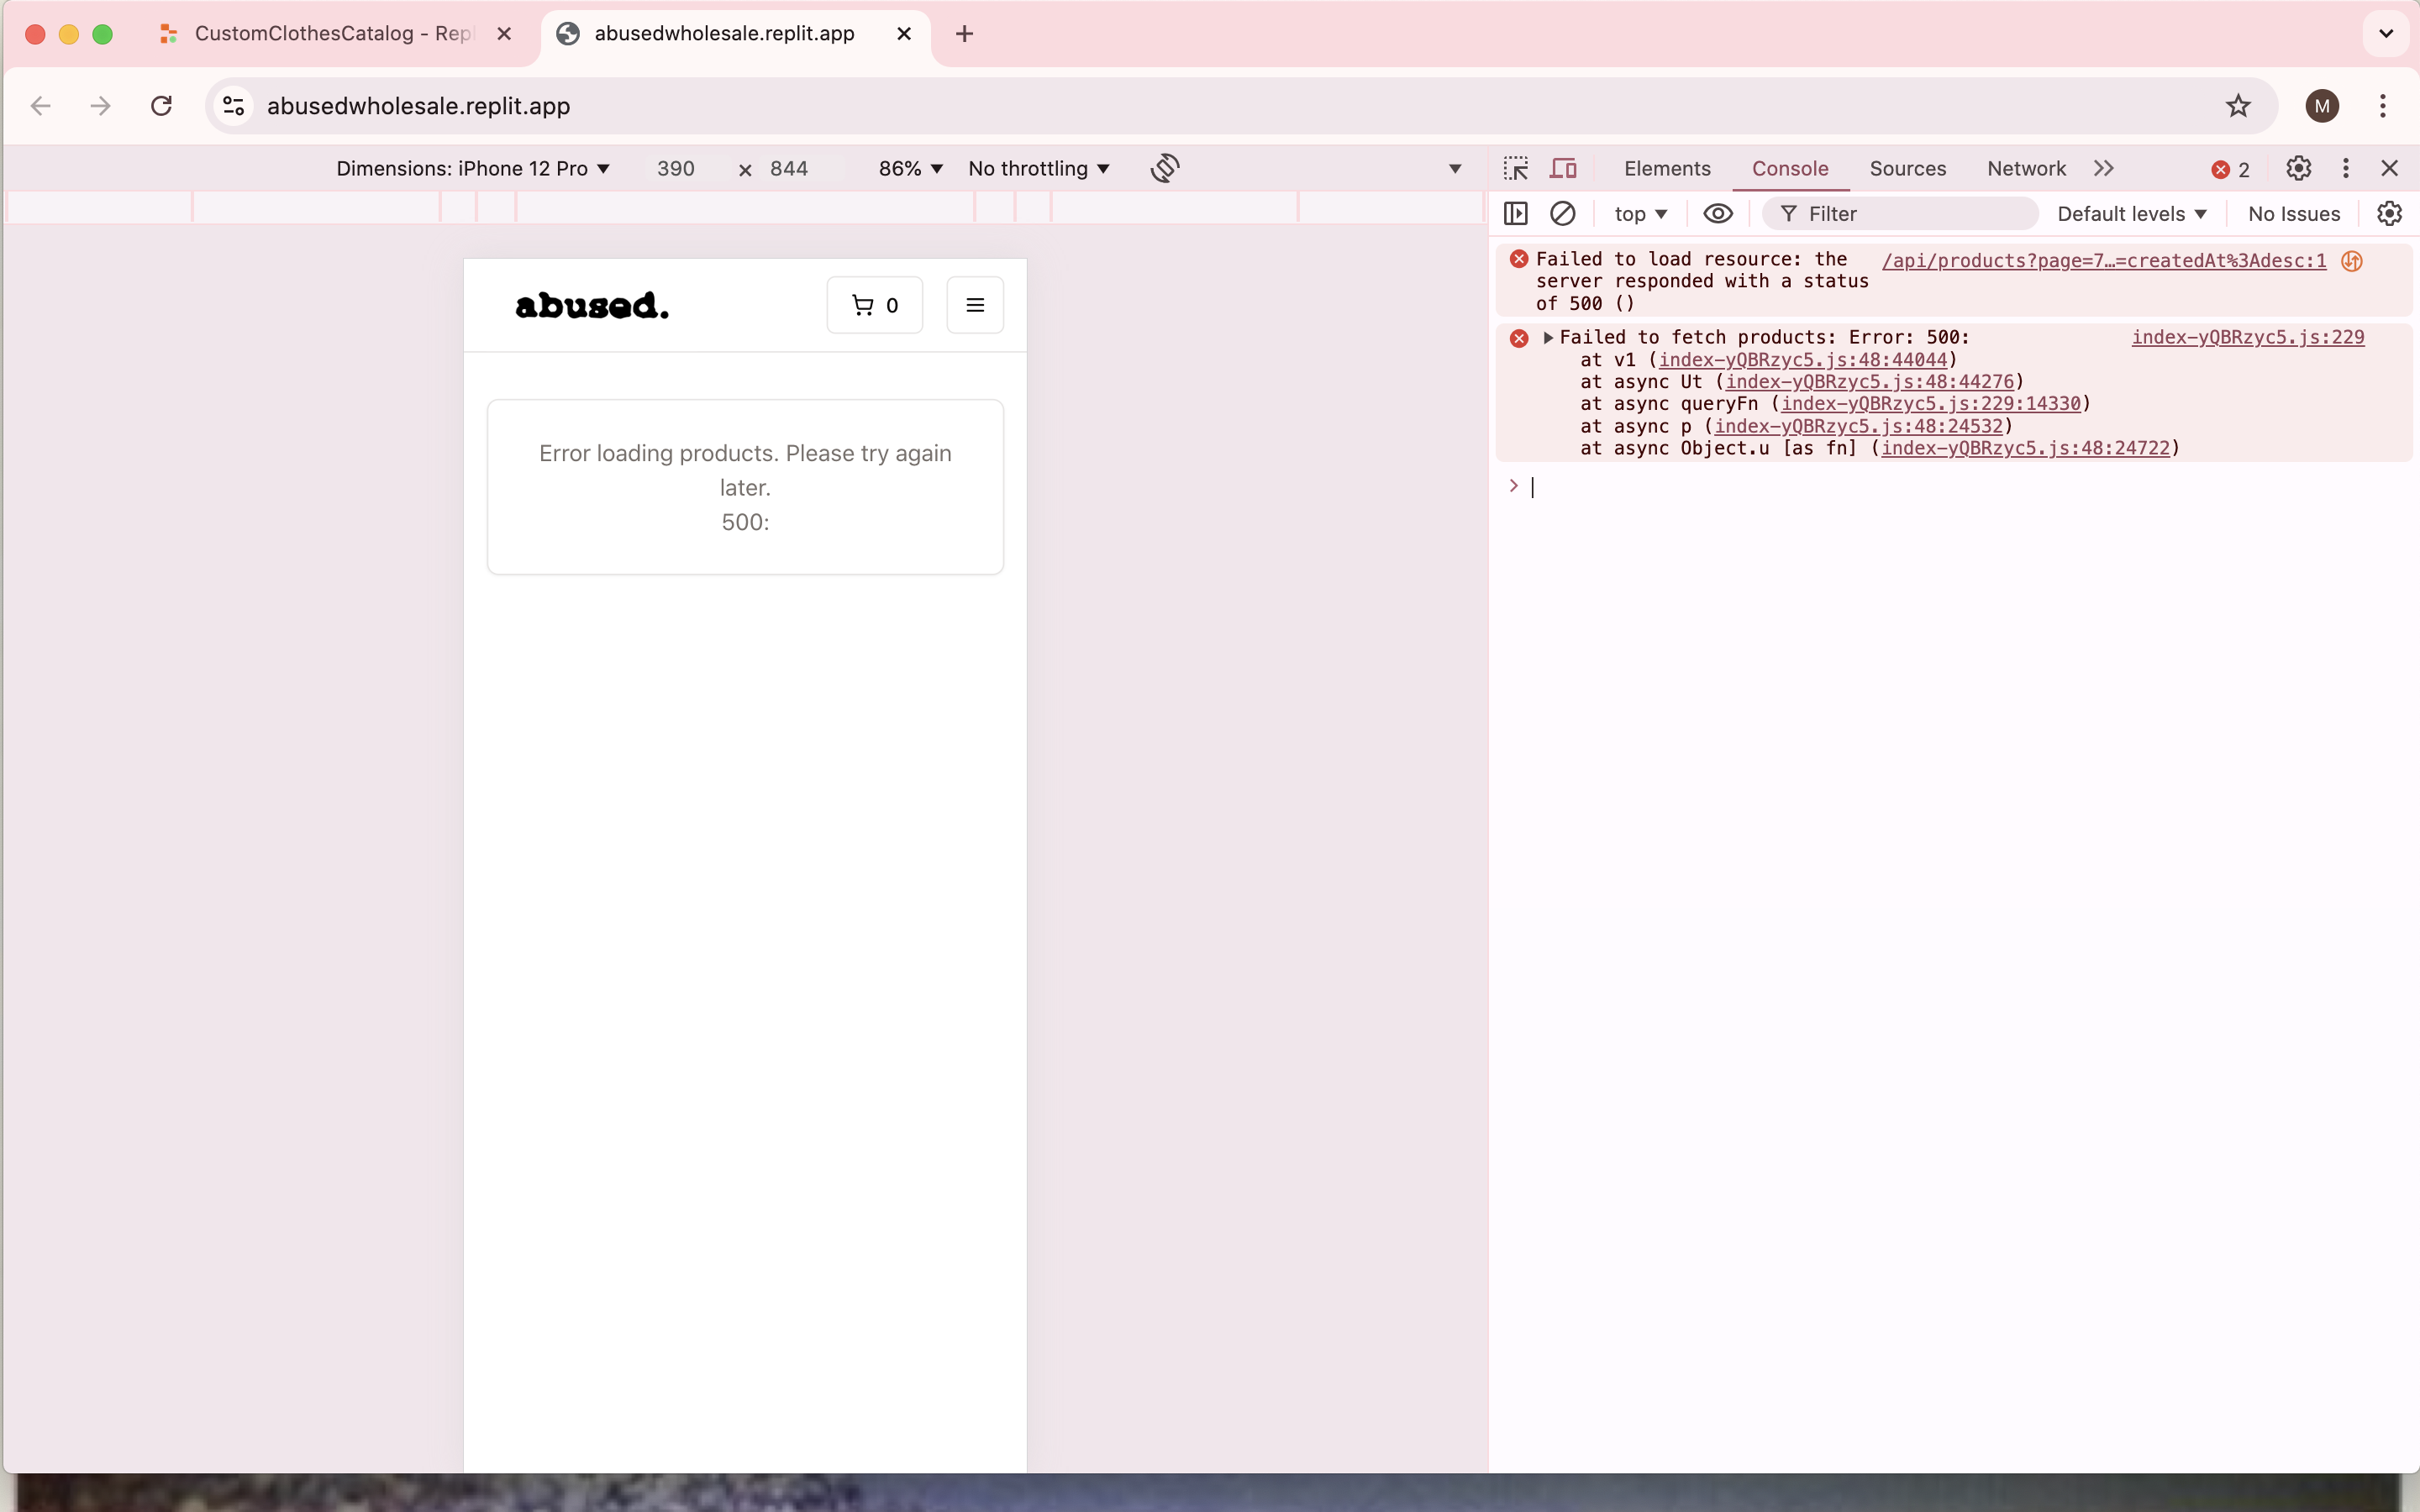 CustomClothesCatalog - Rep
abusedwholesale.replit.app
abusedwholesale.replit.app
M
Dimensions: iPhone 12 Pro 390 × 844 86% No throttling
Elements Console Sources Network 2
top Filter Default levels No Issues
abused. 0
Error loading products. Please try again
later.
500:
Failed to load resource: the /api/products?page=7…=createdAt%3Adesc:1
server responded with a status
of 500 ()
Failed to fetch products: Error: 500: index-yQBRzyc5.js:229
at v1 (index-yQBRzyc5.js:48:44044)
at async Ut (index-yQBRzyc5.js:48:44276)
at async queryFn (index-yQBRzyc5.js:229:14330)
at async p (index-yQBRzyc5.js:48:24532)
at async Object.u [as fn] (index-yQBRzyc5.js:48:24722)